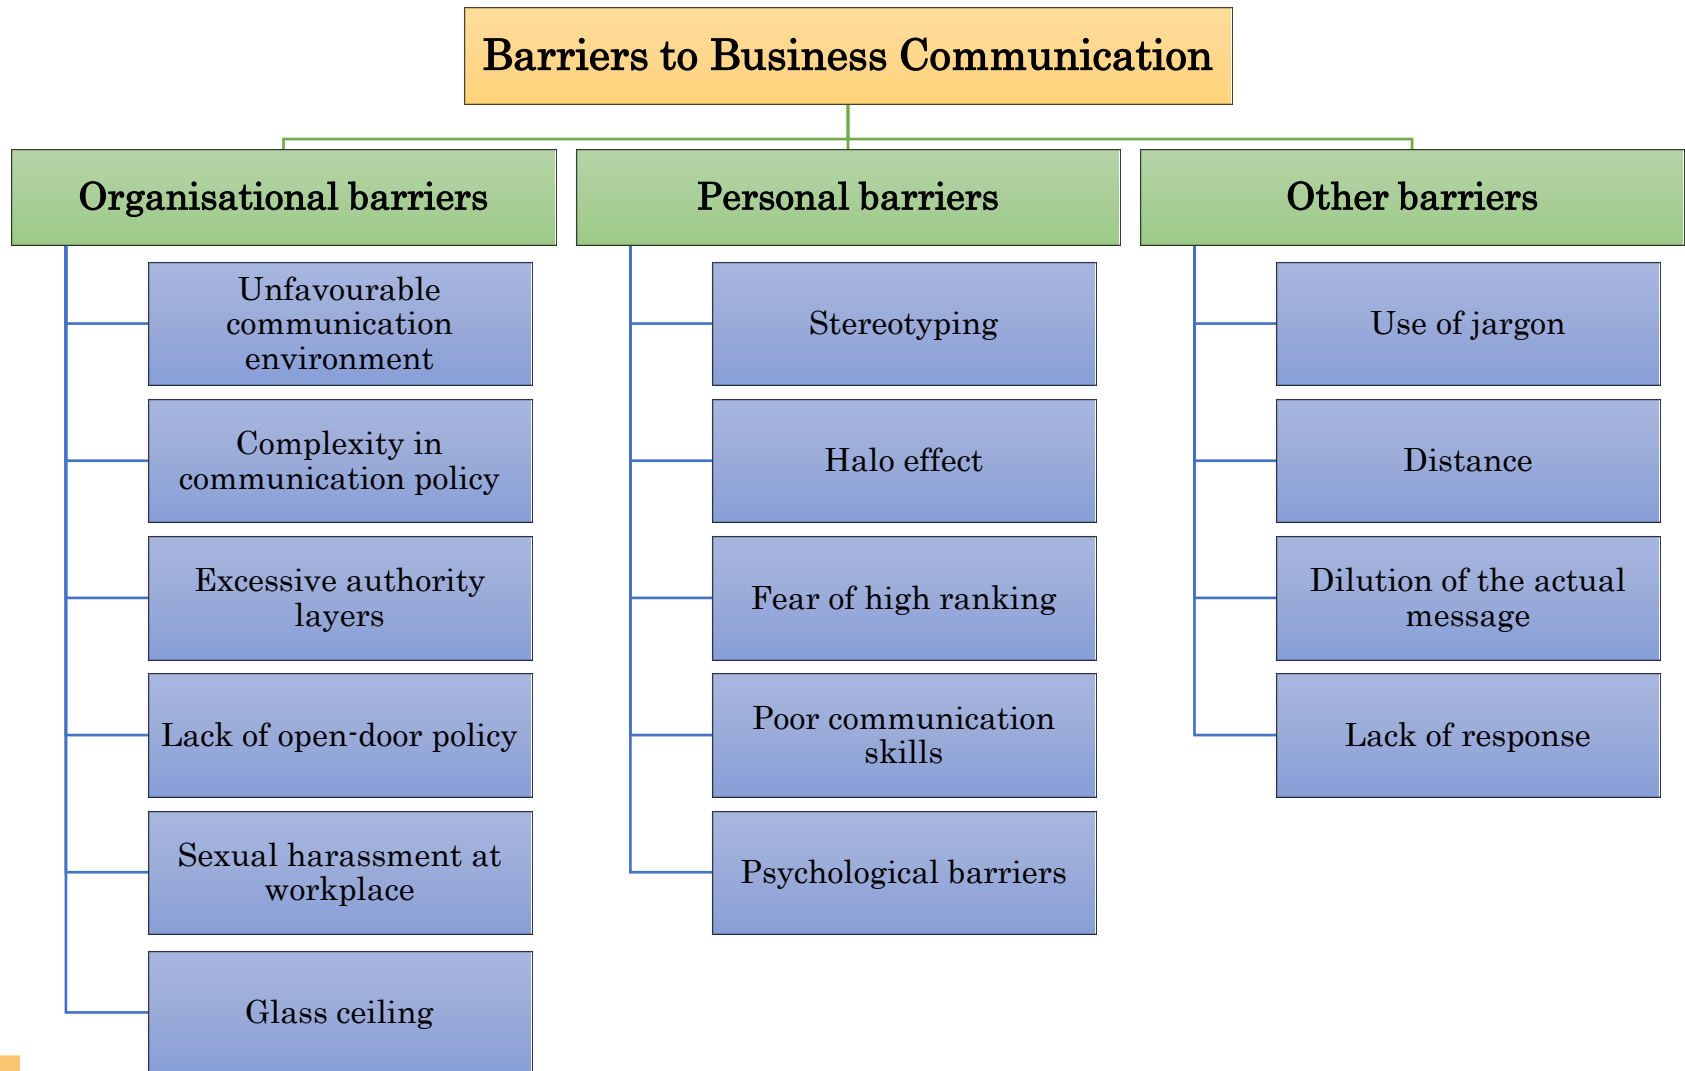 Barriers to Business Communication
Organisational barriers
Unfavourable
communication
environment
Complexity in
communication policy
Excessive authority
layers
Lack of open-door policy
Sexual harassment at
workplace
Glass ceiling
Personal barriers
Stereotyping
Halo effect
Fear of high ranking
Poor communication
skills
Psychological barriers
Other barriers
Use of jargon
Distance
Dilution of the actual
message
Lack of response